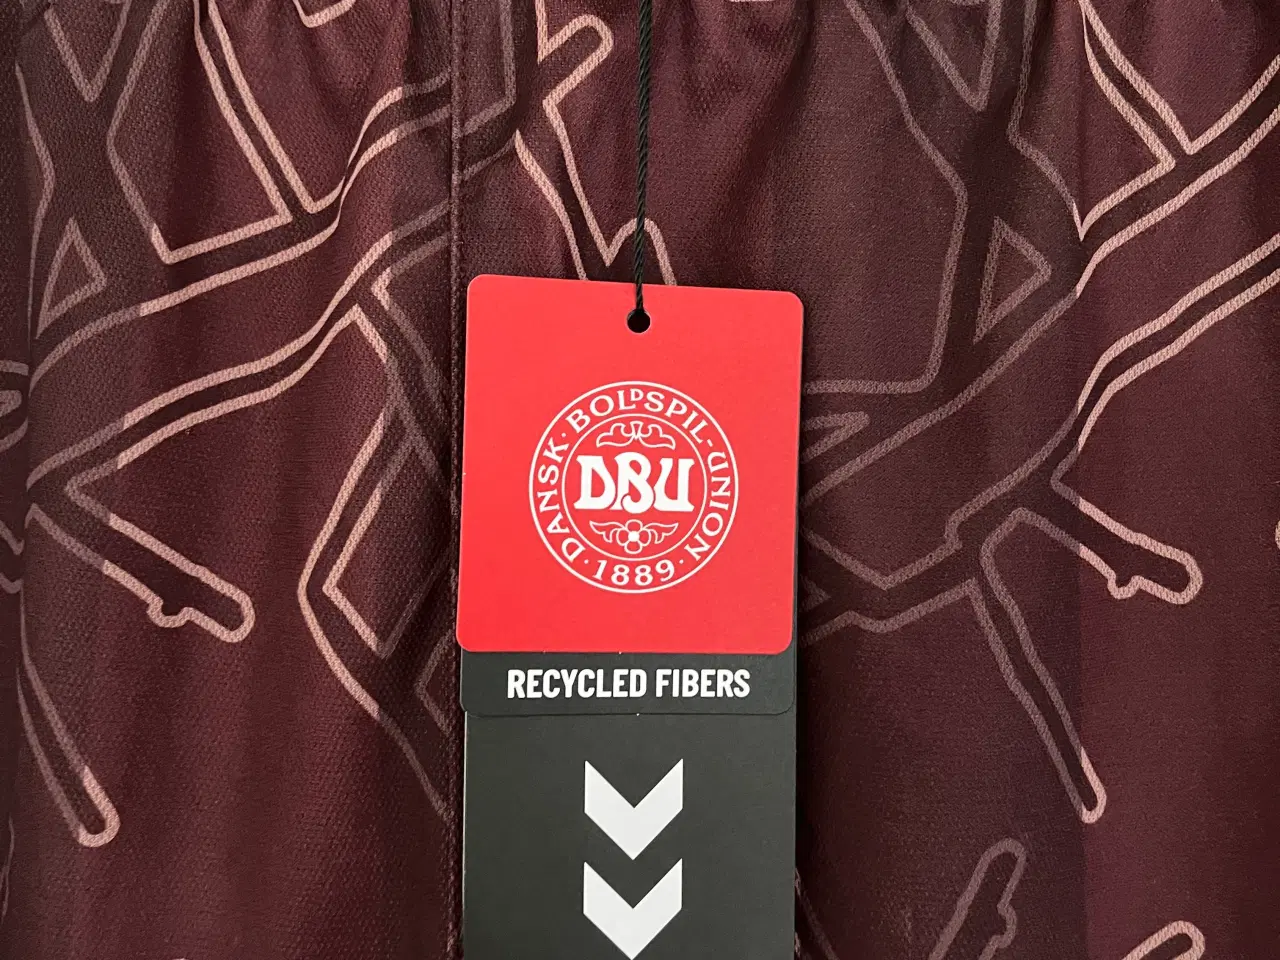 DANSK · BOLDSPIL-UNION
DBU
· 1889 ·
RECYCLED FIBERS